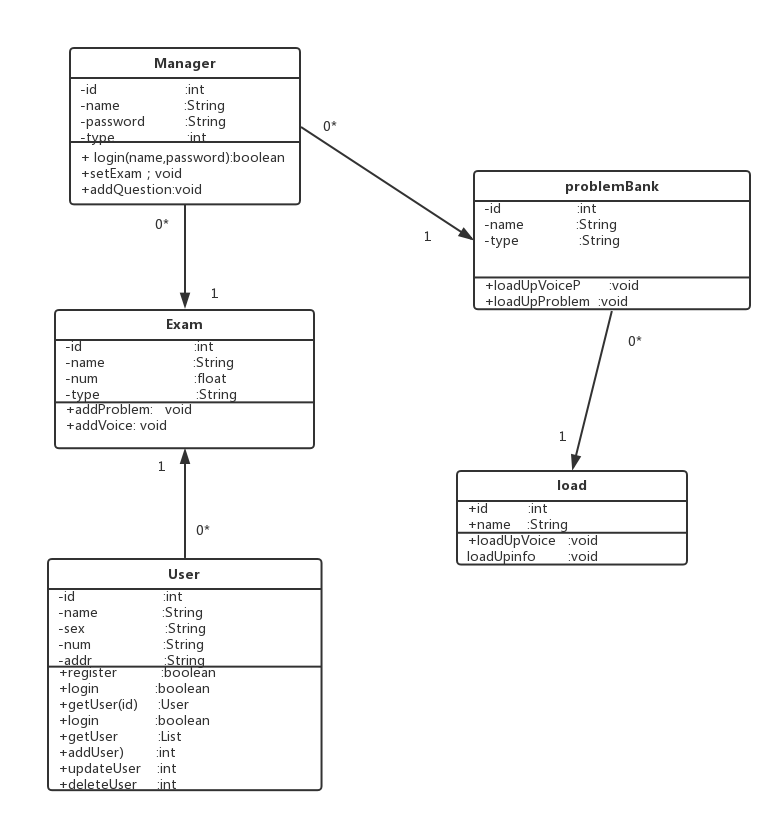 Manager
-id :int
-name :String
-password :String
-type :int
+ login(name,password):boolean
+setExam ; void
+addQuestion:void
0*
1
0*
1
problemBank
-id :int
-name :String
-type :String
+loadUpVoiceP :void
+loadUpProblem :void
Exam
-id :int
-name :String
-num :float
-type :String
+addProblem: void
+addVoice: void
0*
1
1
0*
load
+id :int
+name :String
+loadUpVoice :void
loadUpinfo :void
User
-id :int
-name :String
-sex :String
-num :String
-addr :String
+register :boolean
+login :boolean
+getUser(id) :User
+login :boolean
+getUser :List
+addUser) :int
+updateUser :int
+deleteUser :int